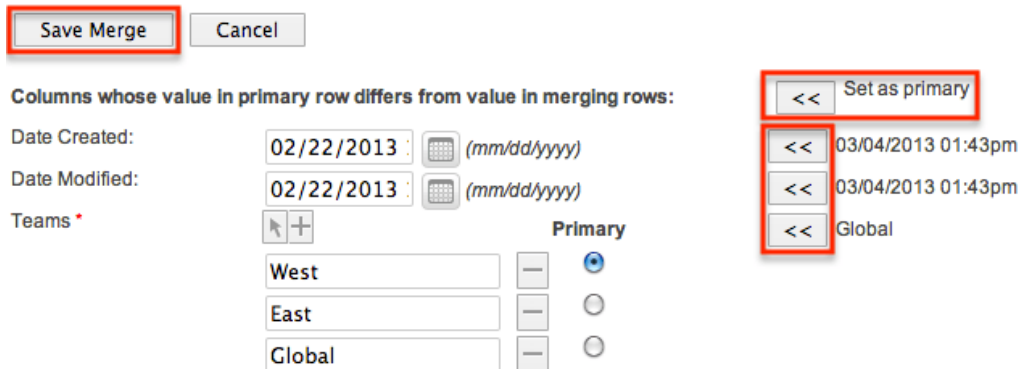 Save Merge Cancel
Columns whose value in primary row differs from value in merging rows: << Set as primary
Date Created: 02/22/2013 (mm/dd/yyyy) << 03/04/2013 01:43pm
Date Modified: 02/22/2013 (mm/dd/yyyy) << 03/04/2013 01:43pm
Teams * Primary << Global
West
East
Global